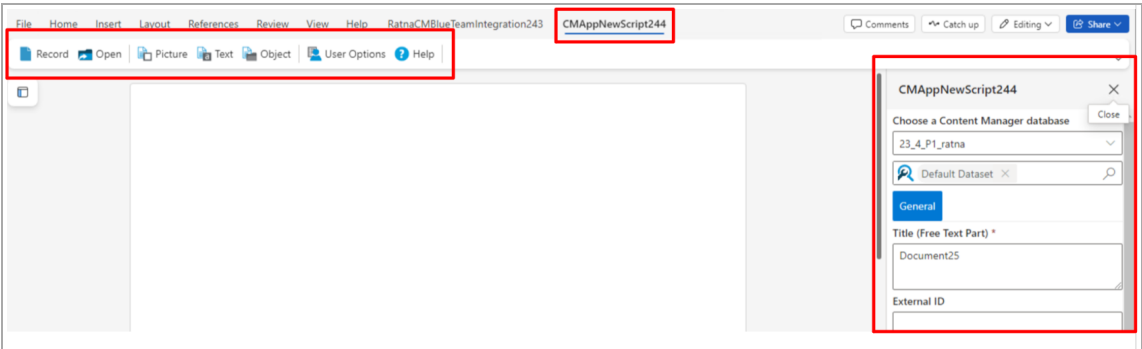 File Home Insert Layout References Review View Help RatnaCMBlueTeamIntegration243 CMAppNewScript244 Comments Catch up Editing Share
Record Open Picture Text Object User Options ? Help
CMAppNewScript244
Close
Choose a Content Manager database
23_4_P1_ratna
Default Dataset
General
Title (Free Text Part) *
Document25
External ID